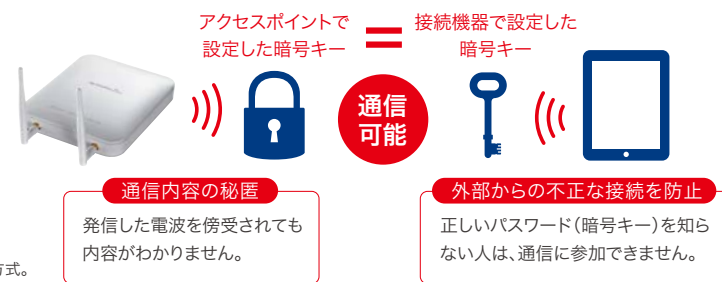 アクセスポイントで
設定した暗号キー
=
接続機器で設定した
暗号キー
通信
可能
通信内容の秘匿
発信した電波を傍受されても
内容がわかりません。
外部からの不正な接続を防止
正しいパスワード(暗号キー)を知ら
ない人は、通信に参加できません。
方式。